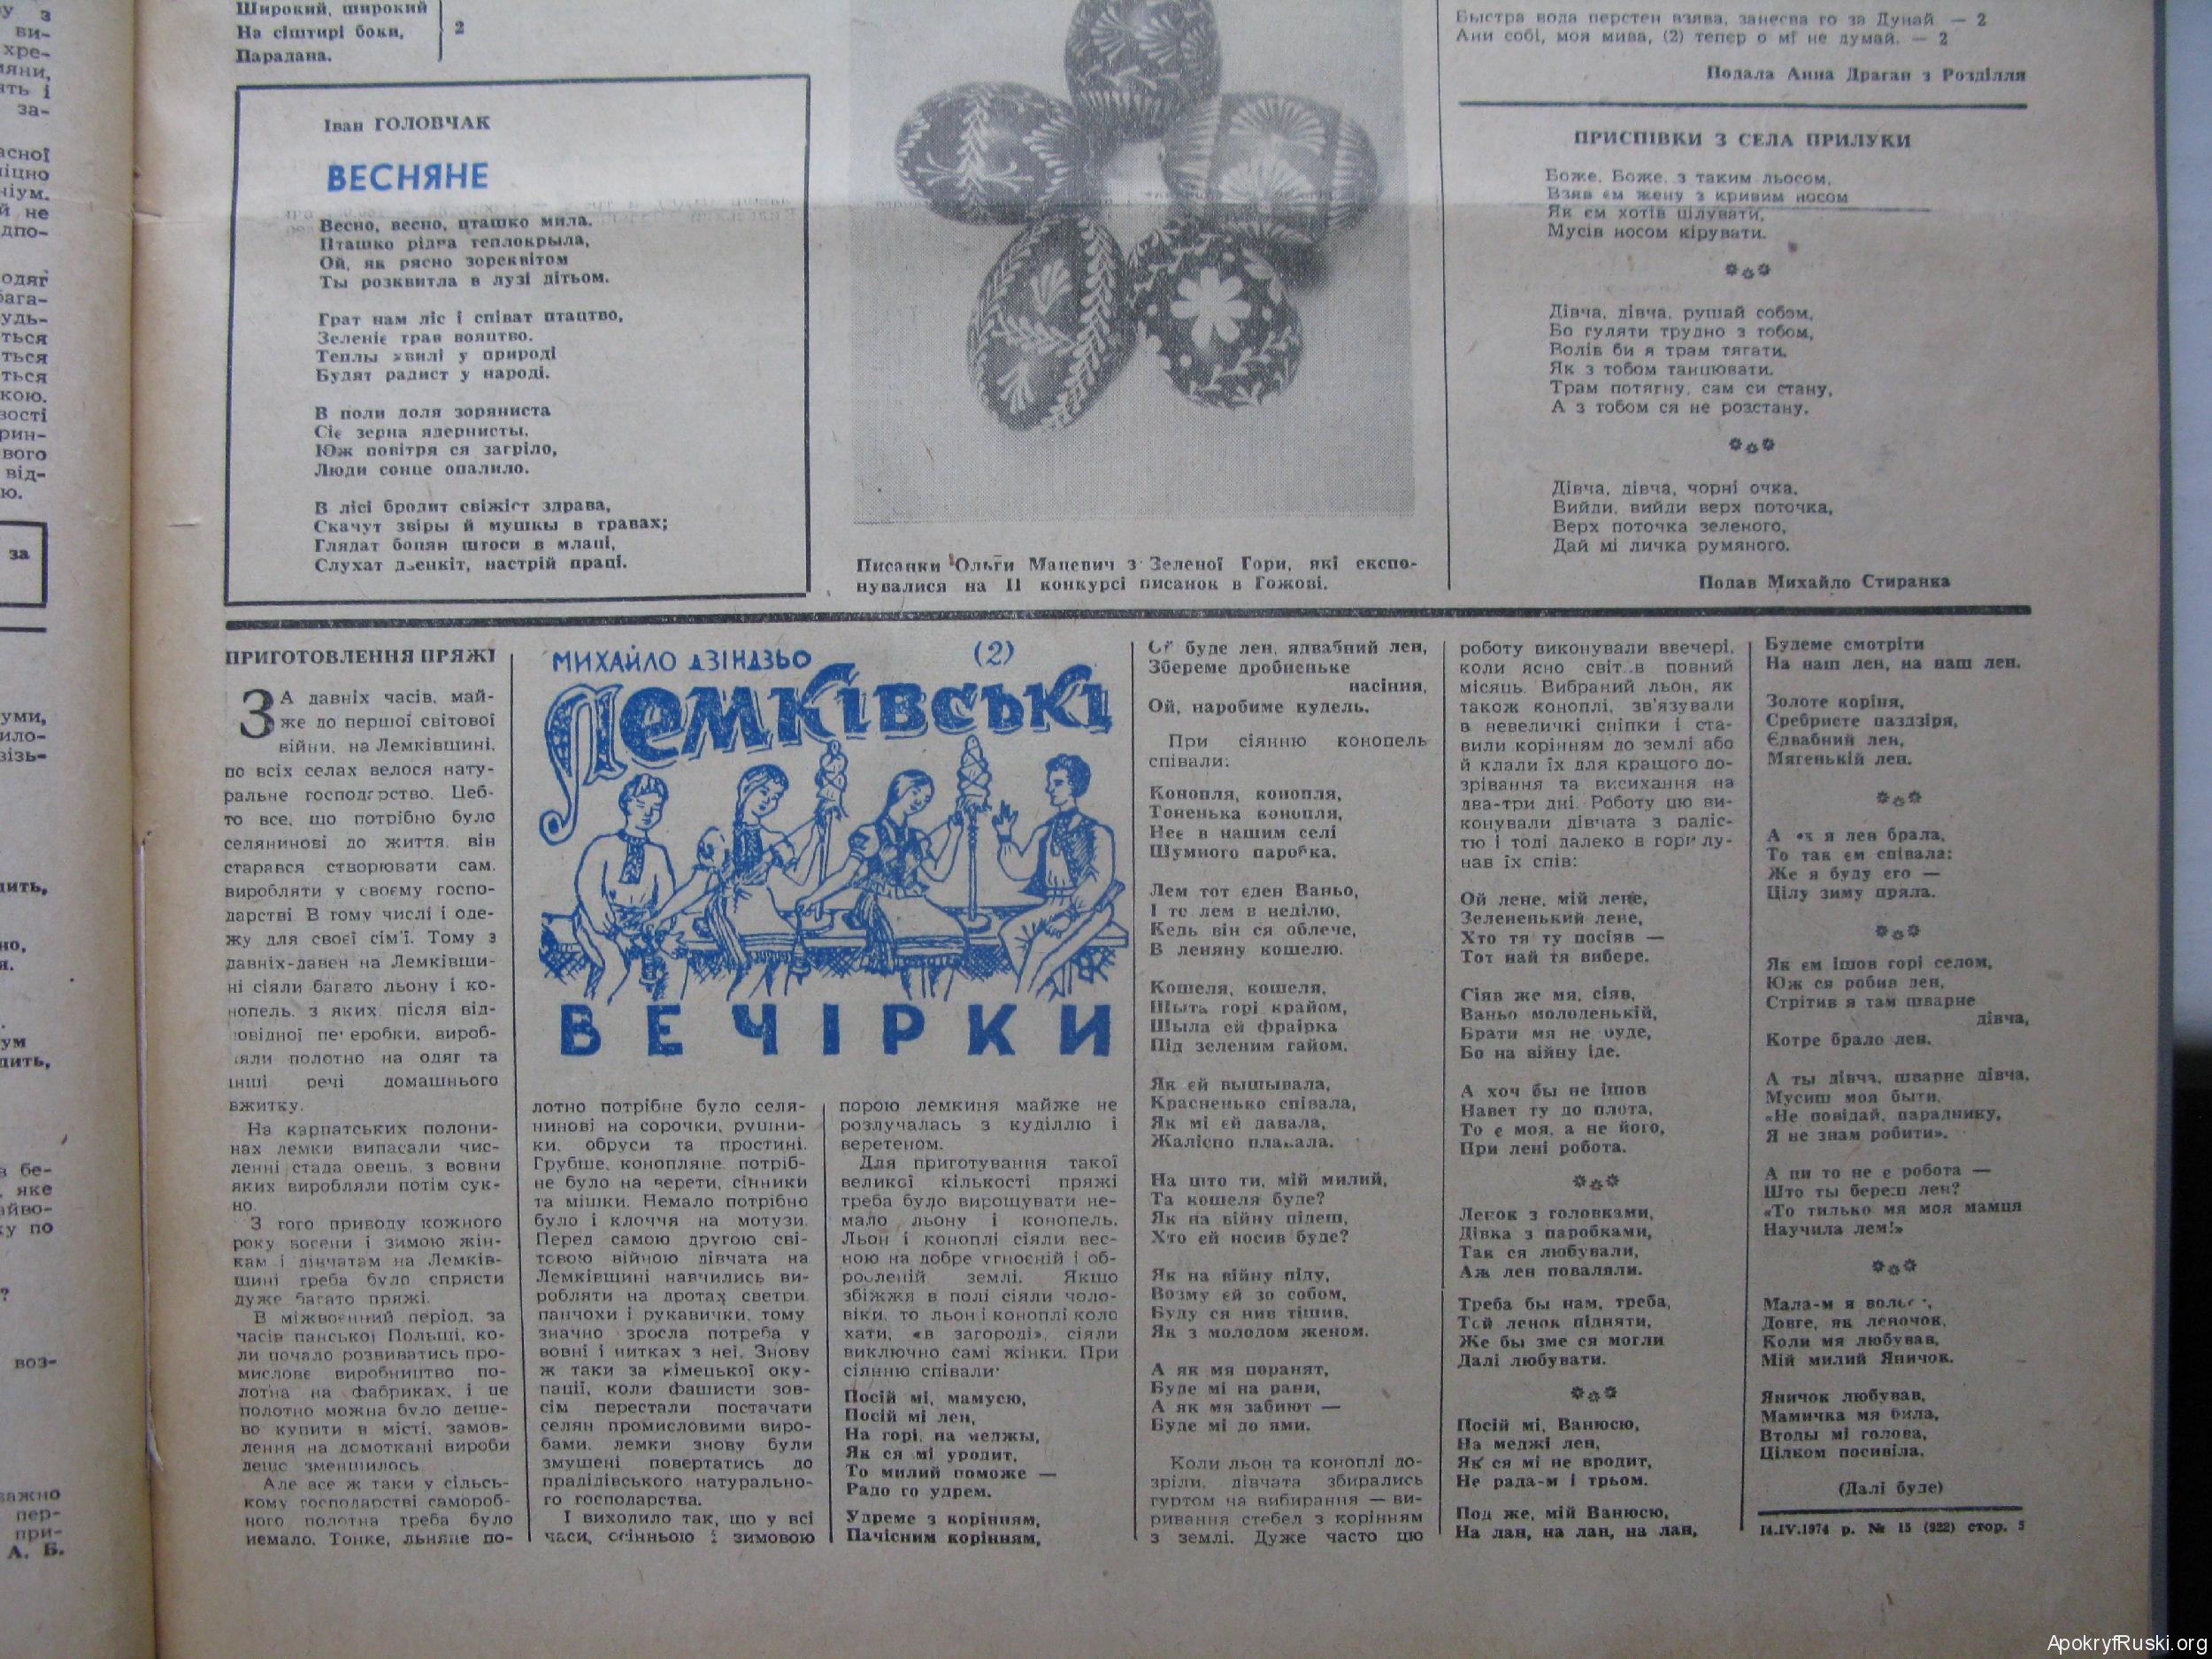 Широкий, широкий
На сіштирі боки,
Парадана.
2
Іван ГОЛОВЧАК
ВЕСНЯНЕ
Весно, весно, пташко мила.
Пташко рідна теплокрыла,
Ой, як рясно зореквітом
Ты розквитла в лузі літьом.
Грат нам ліс і співат птацтво,
Зеленіє трав вояцтво.
Теплы хвилі у природі
Будят радист у народі.
В поли доля зоряниста
Сіє зерна ядернисты.
Юж повітря ся загріло,
Люди сонце опалило.
В лісі бродит свіжіст здрава,
Скачут звіры й мушкы в травах;
Глядат боцян штоси в млаці,
Слухат дзенкіт, настрій праці.
Писанки Ольги Мацевич з Зеленої Гори, які експо-
нувалися на II конкурсі писанок в Гожові.
Быстра вода перстен взяла, занесла го за Дунай — 2
Ани собі, моя мила, (2) тепер о мі не думай. — 2
Подала Анна Драган з Розділля
ПРИСПІВКИ З СЕЛА ПРИЛУКИ
Боже, Боже, з таким льосом,
Взяв єм жену з кривим носом
Як єм хотів цілувати,
Мусів носом кірувати.
Дівча, дівча, рушай собом,
Бо гуляти трудно з тобом,
Волів би я трам тягати,
Як з тобом танцювати.
Трам потягну, сам си стану,
А з тобом ся не розстану.
Дівча, дівча, чорні очка,
Вийди, вийди верх поточка,
Верх поточка зеленого,
Дай мі личка румяного.
Подав Михайло Стиранка
ПРИГОТОВЛЕННЯ ПРЯЖІ
ЗА давніх часів, май-
же до першої світової
війни, на Лемківщині,
по всіх селах велося нату-
ральне господарство. Цеб-
то все, що потрібно було
селянинові до життя, він
старався створювати сам,
виробляти у своєму госпо-
дарстві. В тому числі і оде-
жу для своєї сім'ї. Тому з
давніх-давен на Лемківщи-
ні сіяли багато льону і ко-
нопель, з яких, після від-
повідної переробки, вироб-
ляли полотно на одяг та
інші речі домашнього
вжитку.
На карпатських полони-
нах лемки випасали чис-
ленні стада овець, з вовни
яких виробляли потім сук-
но.
З того приводу кожного
року восени і зимою жін-
кам і дівчатам на Лемків-
щині треба було спрясти
дуже багато пряжі.
В міжвоєнний період, за
часів панської Польщі, ко-
ли почало розвиватись про-
мислове виробництво по-
лотна на фабриках, і це
полотно можна було деше-
во купити в місті, замов-
лення на домоткані вироби
дещо зменшилось.
Але все ж таки у сільсь-
кому господарстві самороб-
ного полотна треба було
немало. Тонке, льняне по-
МИХАЙЛО ДЗІНДЗЬО (2)
Лемківські
ВЕЧІРКИ
лотно потрібне було селя-
нинові на сорочки, рушни-
ки, обруси та простині.
Грубше, конопляне, потріб-
не було на верети, сінники
та мішки. Немало потрібно
було і клоччя на мотузи.
Перед самою другою сві-
товою війною дівчата на
Лемківщині навчились ви-
робляти на дротах светри,
панчохи і рукавички, тому
значно зросла потреба у
вовні і нитках з неї. Знову
ж таки за німецької оку-
пації, коли фашисти зов-
сім перестали постачати
селян промисловими виро-
бами, лемки знову були
змушені повертатись до
прадідівського натурально-
го господарства.
І виходило так, що у всі
часи, осінньою і зимовою
порою лемкиня майже не
розлучалась з куділлю і
веретеном.
Для приготування такої
великої кількості пряжі
треба було вирощувати не-
мало льону і конопель.
Льон і коноплі сіяли вес-
ною на добре угноєній і об-
робленій землі. Якщо
збіжжя в полі сіяли чоло-
віки, то льон і коноплі коло
хати, «в загороді», сіяли
виключно самі жінки. При
сіянню співали:
Посій мі, мамусю,
Посій мі лен,
На горі, на меджы,
Як ся мі уродит,
То милий поможе —
Радо го удрем.
Удреме з корінням,
Пачісним корінням,
буде лен, ядвабний лен,
Збереме дробненьке
насіння,
Ой, наробиме кудель.
При сіянню конопель
співали:
Конопля, конопля,
Тоненька конопля,
Неє в нашим селі
Шумного паробка.
Лем тот єден Ваньо,
І то лем в неділю,
Кедь він ся облече,
В леняну кошелю.
Кошеля, кошеля,
Шыта горі крайом,
Шыла єй фраірка
Під зеленим гайом.
Як єй вышывала,
Красненько співала,
Як мі єй давала,
Жалісно плакала.
На што ти, мій милий,
Та кошеля буде?
Як на війну підеш,
Хто єй носив буде?
Як на війну піду,
Возму єй зо собом,
Буду ся нив тішив,
Як з молодом женом.
А як мя поранят,
Буде мі на рани,
А як мя забиют —
Буде мі до ями.
Коли льон та коноплі до-
зріли, дівчата збирались
гуртом на вибирання — ви-
ривання стебел з корінням
з землі. Дуже часто цю
роботу виконували ввечері,
коли ясно світив повний
місяць. Вибраний льон, як
також коноплі, зв'язували
в невеличкі сніпки і ста-
вили корінням до землі або
й клали їх для кращого до-
зрівання та висихання на
два-три дні. Роботу цю ви-
конували дівчата з радіс-
тю і тоді далеко в гори лу-
нав їх спів:
Ой лене, мій лене,
Зелененький лене,
Хто тя ту посіяв —
Тот най тя вибере.
Сіяв же мя, сіяв,
Ваньо молоденькій,
Брати мя не буде,
Бо на війну іде.
А хоч бы не ішов
Навет ту до плота,
То є моя, а не його,
При лені робота.
Ленок з головками,
Дівка з паробками,
Так ся любували,
Аж лен поваляли.
Треба бы нам, треба,
Тей ленок підняти,
Же бы зме ся могли
Далі любувати.
Посій мі, Ванюсю,
На меджі лен,
Як ся мі не вродит,
Не рада-м і трьом.
Под же, мій Ванюсю,
На лан, на лан, на лан,
Будеме смотріти
На наш лен, на наш лен.
Золоте коріня,
Сребристе паздзіря,
Єдвабний лен,
Мягенькій лен.
А я лен брала,
То так єм співала:
Же я буду єго —
Цілу зиму пряла.
Як єм ішов горі селом,
Юж ся робив ден,
Стрітив я там шварне
дівча,
Котре брало лен.
А ты дівча, шварне дівча,
Мусиш моя быти,
«Не повідай, параднику,
Я не знам робити».
А ци то не є робота —
Што ты береш лен?
«То тилько мя моя мамця
Научила лем!»
Мала-м я
Довге, як леночок,
Коли мя любував,
Мій милий Яничок.
Яничок любував,
Мамичка мя била,
Втоды мі голова,
Цілком посивіла.
(Далі буде)
14.IV.1974 р. № 15 (922) стор. 5
ApokryfRuski.org